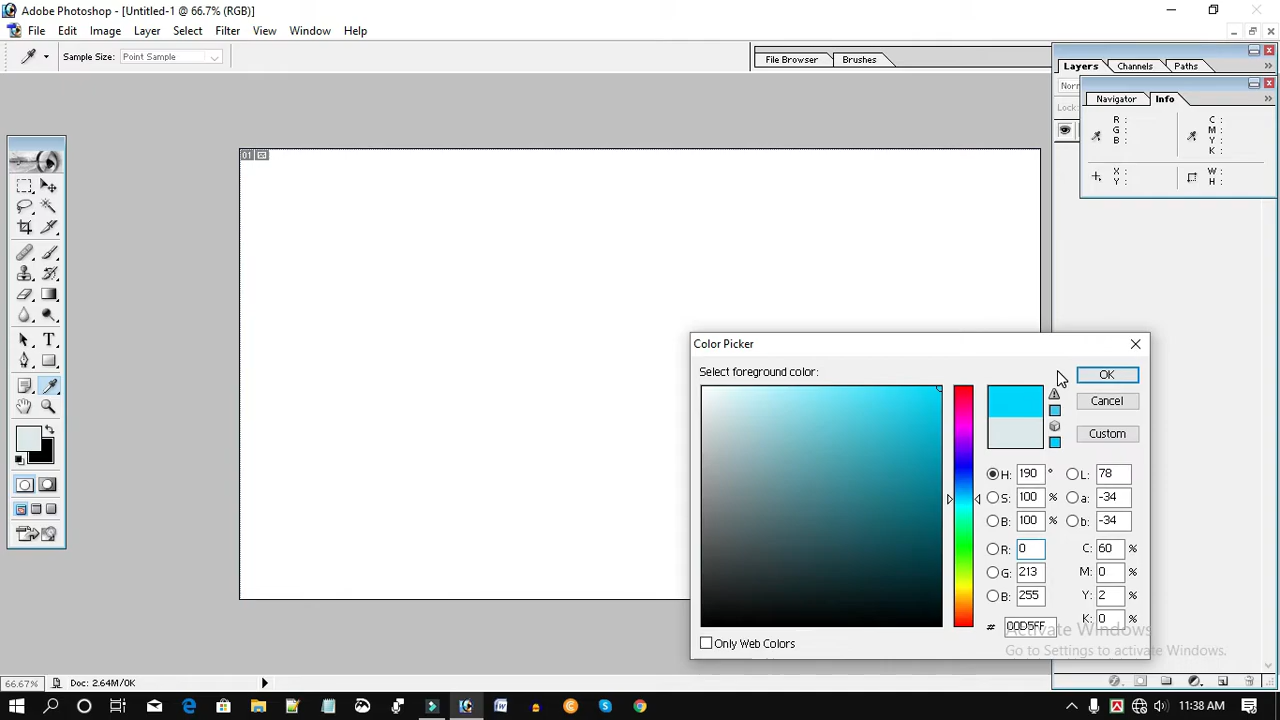 Adobe Photoshop - [Untitled-1 @ 66.7% (RGB)]
File Edit Image Layer Select Filter View Window Help
Sample Size: Point Sample
File Browser Brushes
Layers Channels Paths
Lock:
Navigator Info
R :
G :
B :
C :
M :
Y :
K :
X :
Y :
W :
H :
01
Color Picker
Select foreground color:
OK
Cancel
Custom
H: 190 °
S: 100 %
B: 100 %
R: 0
G: 213
B: 255
L: 78
a: -34
b: -34
C: 60 %
M: 0 %
Y: 2 %
K: 0 %
# 00D5FF
Only Web Colors
Activate Windows
Go to Settings to activate Windows.
66.67% Doc: 2.64M/0K
11:38 AM